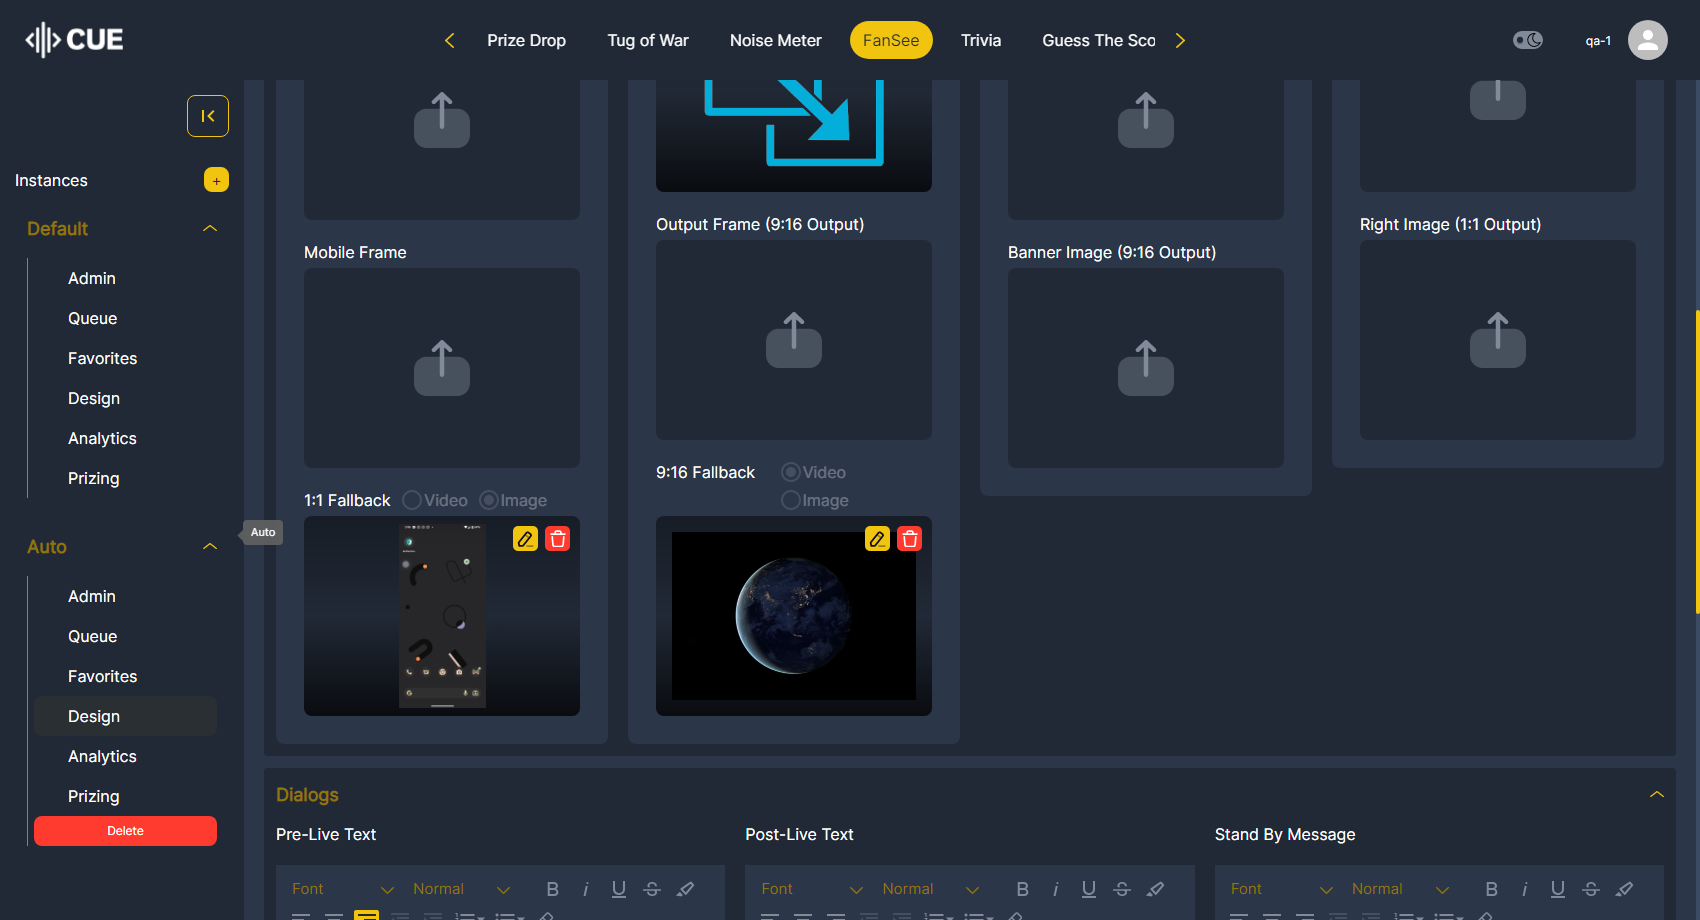 CUE
Prize Drop
Tug of War
Noise Meter
FanSee
Trivia
Guess The Sco
qa-1
Instances
+
Default
Admin
Queue
Favorites
Design
Analytics
Prizing
Auto
Auto
Admin
Queue
Favorites
Design
Analytics
Prizing
Delete
Mobile Frame
1:1 Fallback Video Image
Output Frame (9:16 Output)
9:16 Fallback Video
Image
Banner Image (9:16 Output)
Right Image (1:1 Output)
Dialogs
Pre-Live Text
Font Normal B i U S
Post-Live Text
Font Normal B i U S
Stand By Message
Font Normal B i U S